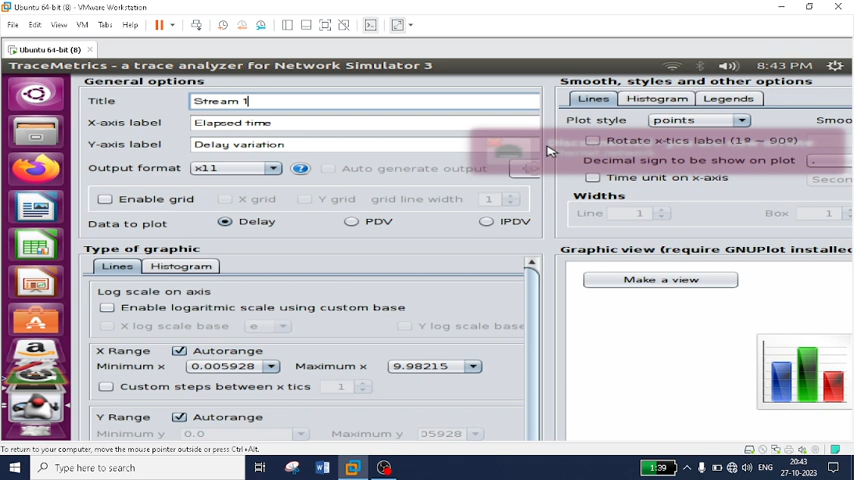 Ubuntu 64-bit (8) - VMware Workstation
File Edit View VM Tabs Help
Ubuntu 64-bit (8)
TraceMetrics - a trace analyzer for Network Simulator 3
8:43 PM
General options
Title Stream 1
X-axis label Elapsed time
Y-axis label Delay variation
Output format x11 Auto generate output
Enable grid X grid Y grid grid line width 1
Data to plot Delay PDV IPDV
Type of graphic
Lines Histogram
Log scale on axis
Enable logaritmic scale using custom base
X log scale base e Y log scale base
X Range Autorange
Minimum x 0.005928 Maximum x 9.98215
Custom steps between x tics 1
Y Range Autorange
Minimum y 0.0 Maximum y 05928
Smooth, styles and other options
Lines Histogram Legends
Plot style points Smoo
Rotate x-tics label (1º ~ 90º)
Decimal sign to be show on plot .
Time unit on x-axis Secon
Widths
Line 1 Box 1
Graphic view (require GNUPlot installed
Make a view
To return to your computer, move the mouse pointer outside or press Ctrl+Alt.
Type here to search
1:39
ENG
20:43
27-10-2023